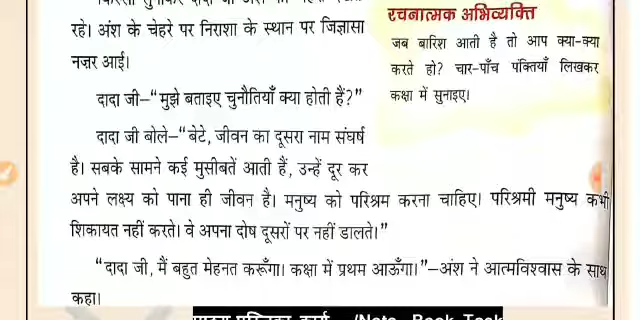 रहे। अंश के चेहरे पर निराशा के स्थान पर जिज्ञासा
नज़र आई।
दादा जी–“मुझे बताइए चुनौतियाँ क्या होती हैं?”
दादा जी बोले–“बेटे, जीवन का दूसरा नाम संघर्ष
है। सबके सामने कई मुसीबतें आती हैं, उन्हें दूर कर
अपने लक्ष्य को पाना ही जीवन है। मनुष्य को परिश्रम करना चाहिए। परिश्रमी मनुष्य कभी
शिकायत नहीं करते। वे अपना दोष दूसरों पर नहीं डालते।”
“दादा जी, मैं बहुत मेहनत करूँगा। कक्षा में प्रथम आऊँगा।”–अंश ने आत्मविश्वास के साथ
कहा।
रचनात्मक अभिव्यक्ति
जब बारिश आती है तो आप क्या-क्या
करते हो? चार-पाँच पंक्तियाँ लिखकर
कक्षा में सुनाइए।
/Note Book Task